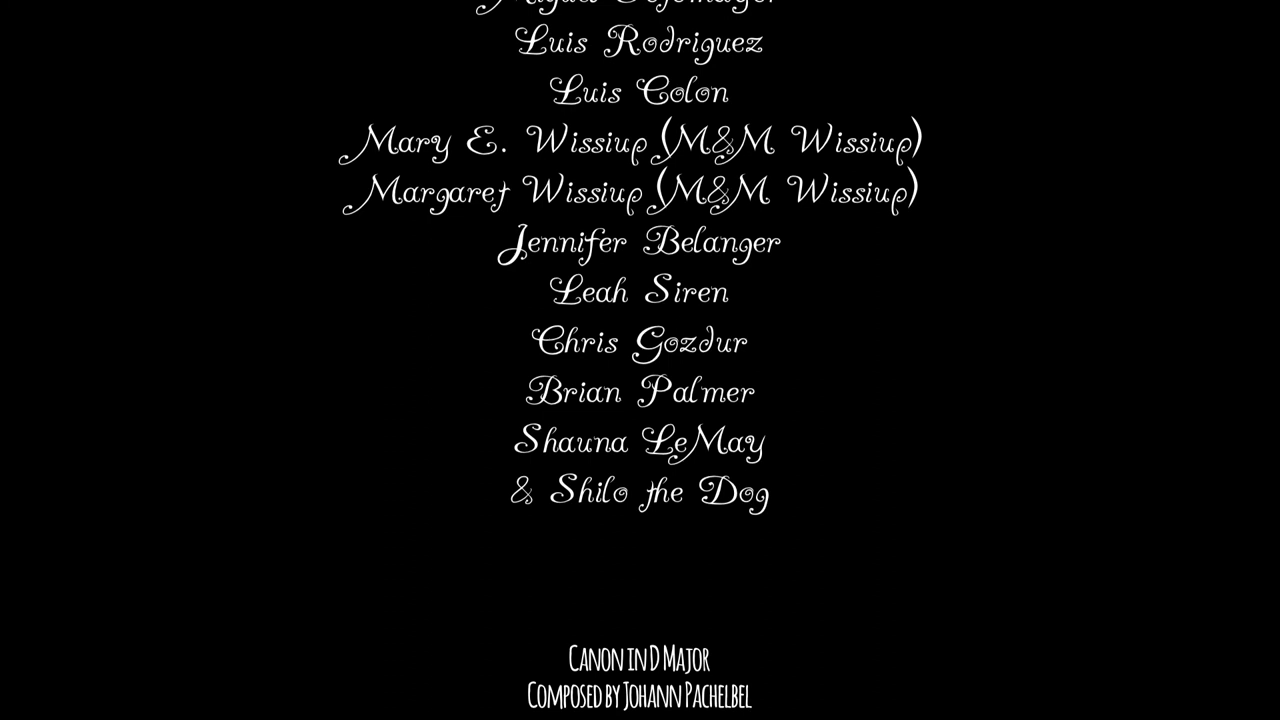 Luis Rodriguez
Luis Colon
Mary E. Wissiup (M&M Wissiup)
Margaret Wissiup (M&M Wissiup)
Jennifer Belanger
Leah Siren
Chris Gozdur
Brian Palmer
Shauna LeMay
& Shilo the Dog
Canon in D Major
Composed by Johann Pachelbel